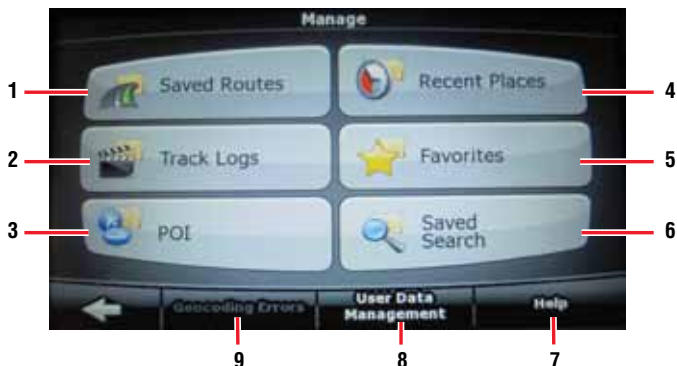 Manage
1 Saved Routes Recent Places 4
2 Track Logs Favorites 5
3 POI Saved Search 6
Geocoding Errors User Data Management Help
9 8 7